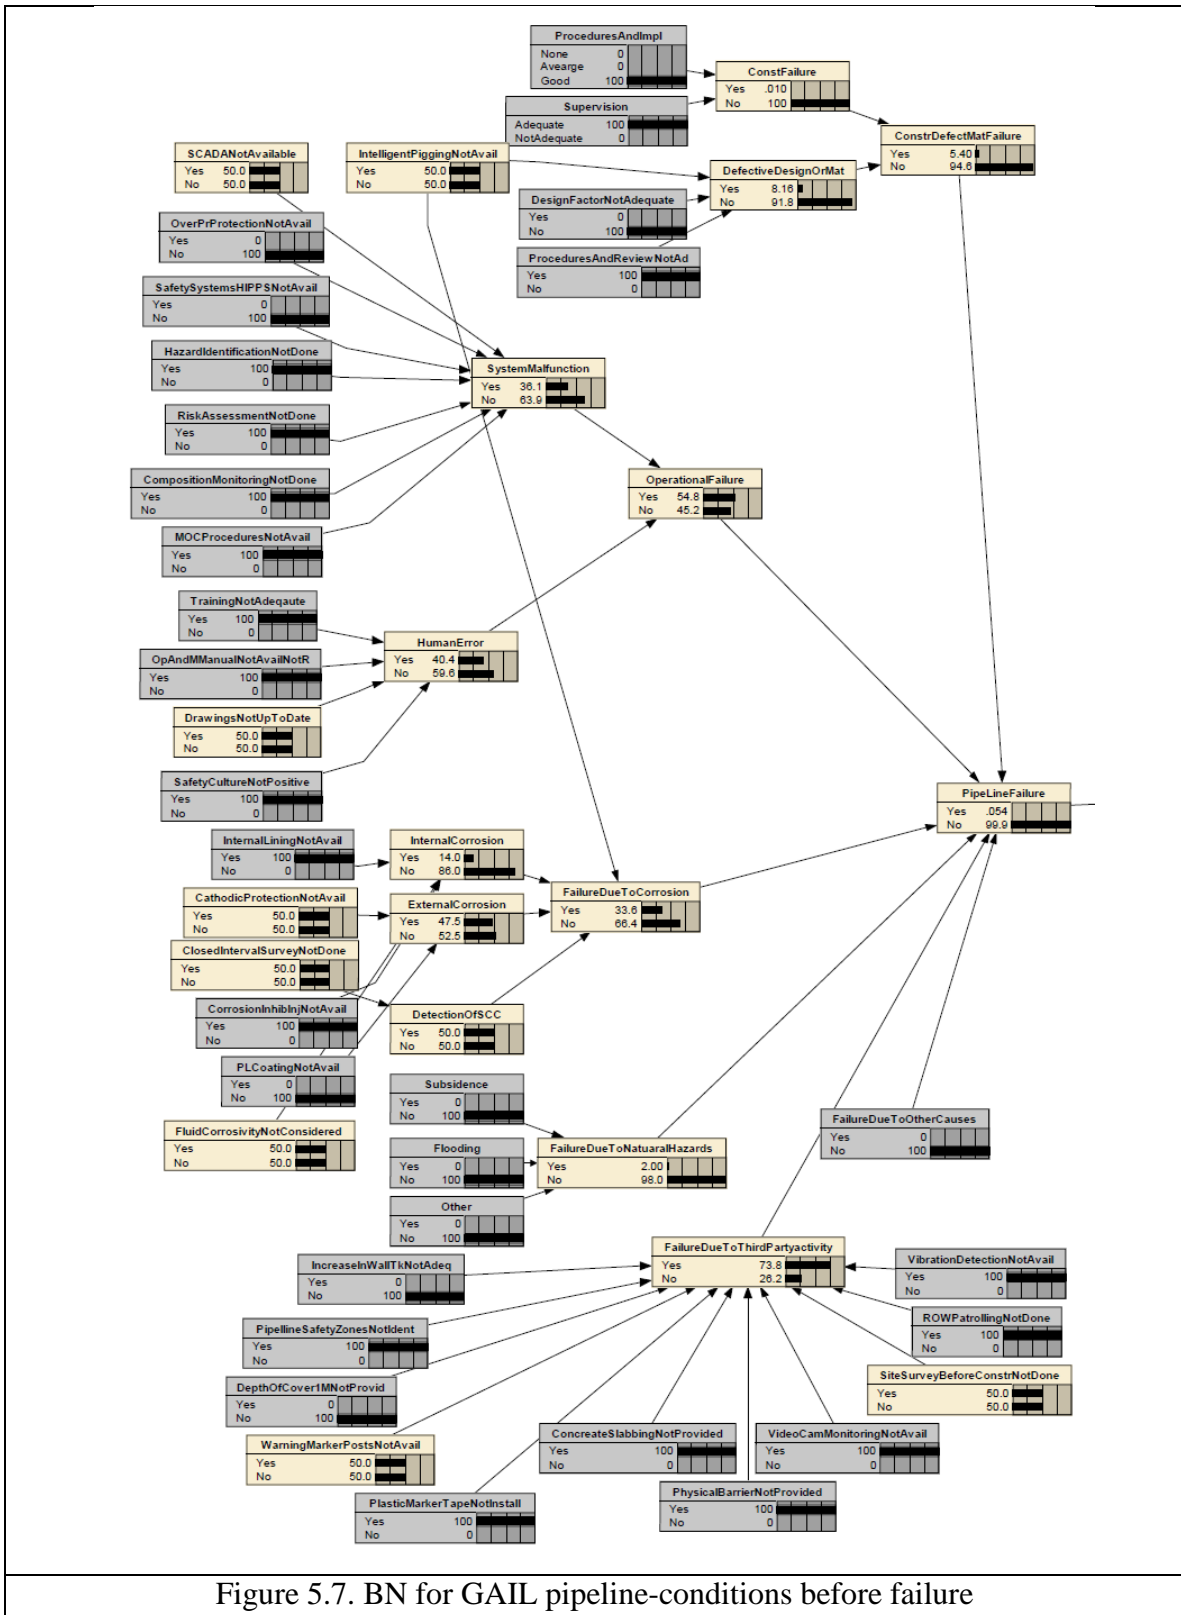 ProceduresAndImpl
None 0
Avearge 0
Good 100
ConstFailure
Yes .010
No 100
Supervision
Adequate 100
NotAdequate 0
ConstrDefectMatFailure
Yes 5.40
No 94.6
SCADANotAvailable
Yes 50.0
No 50.0
IntelligentPiggingNotAvail
Yes 50.0
No 50.0
DefectiveDesignOrMat
Yes 8.16
No 91.8
DesignFactorNotAdequate
Yes 0
No 100
OverPrProtectionNotAvail
Yes 0
No 100
ProceduresAndReviewNotAd
Yes 100
No 0
SafetySystemsHIPPSNotAvail
Yes 0
No 100
HazardIdentificationNotDone
Yes 100
No 0
SystemMalfunction
Yes 36.1
No 63.9
RiskAssessmentNotDone
Yes 100
No 0
CompositionMonitoringNotDone
Yes 100
No 0
OperationalFailure
Yes 54.8
No 45.2
MOCProceduresNotAvail
Yes 100
No 0
TrainingNotAdeqaute
Yes 100
No 0
HumanError
Yes 40.4
No 59.6
OpAndMManualNotAvailNotR
Yes 100
No 0
DrawingsNotUpToDate
Yes 50.0
No 50.0
SafetyCultureNotPositive
Yes 100
No 0
PipeLineFailure
Yes .054
No 99.9
InternalLiningNotAvail
Yes 100
No 0
InternalCorrosion
Yes 14.0
No 86.0
CathodicProtectionNotAvail
Yes 50.0
No 50.0
ExternalCorrosion
Yes 47.5
No 52.5
FailureDueToCorrosion
Yes 33.6
No 66.4
ClosedIntervalSurveyNotDone
Yes 50.0
No 50.0
CorrosionInhibInjNotAvail
Yes 100
No 0
DetectionOfSCC
Yes 50.0
No 50.0
PLCoatingNotAvail
Yes 0
No 100
Subsidence
Yes 0
No 100
FluidCorrosivityNotConsidered
Yes 50.0
No 50.0
FailureDueToOtherCauses
Yes 0
No 100
Flooding
Yes 0
No 100
FailureDueToNatuaralHazards
Yes 2.00
No 98.0
Other
Yes 0
No 100
FailureDueToThirdPartyactivity
Yes 73.8
No 26.2
IncreaseInWallTkNotAdeq
Yes 0
No 100
VibrationDetectionNotAvail
Yes 100
No 0
PipellineSafetyZonesNotIdent
Yes 100
No 0
ROWPatrollingNotDone
Yes 100
No 0
DepthOfCover1MNotProvid
Yes 0
No 100
SiteSurveyBeforeConstrNotDone
Yes 50.0
No 50.0
WarningMarkerPostsNotAvail
Yes 50.0
No 50.0
ConcreateSlabbingNotProvided
Yes 100
No 0
VideoCamMonitoringNotAvail
Yes 100
No 0
PlasticMarkerTapeNotInstall
Yes 100
No 0
PhysicalBarrierNotProvided
Yes 100
No 0
Figure 5.7. BN for GAIL pipeline-conditions before failure